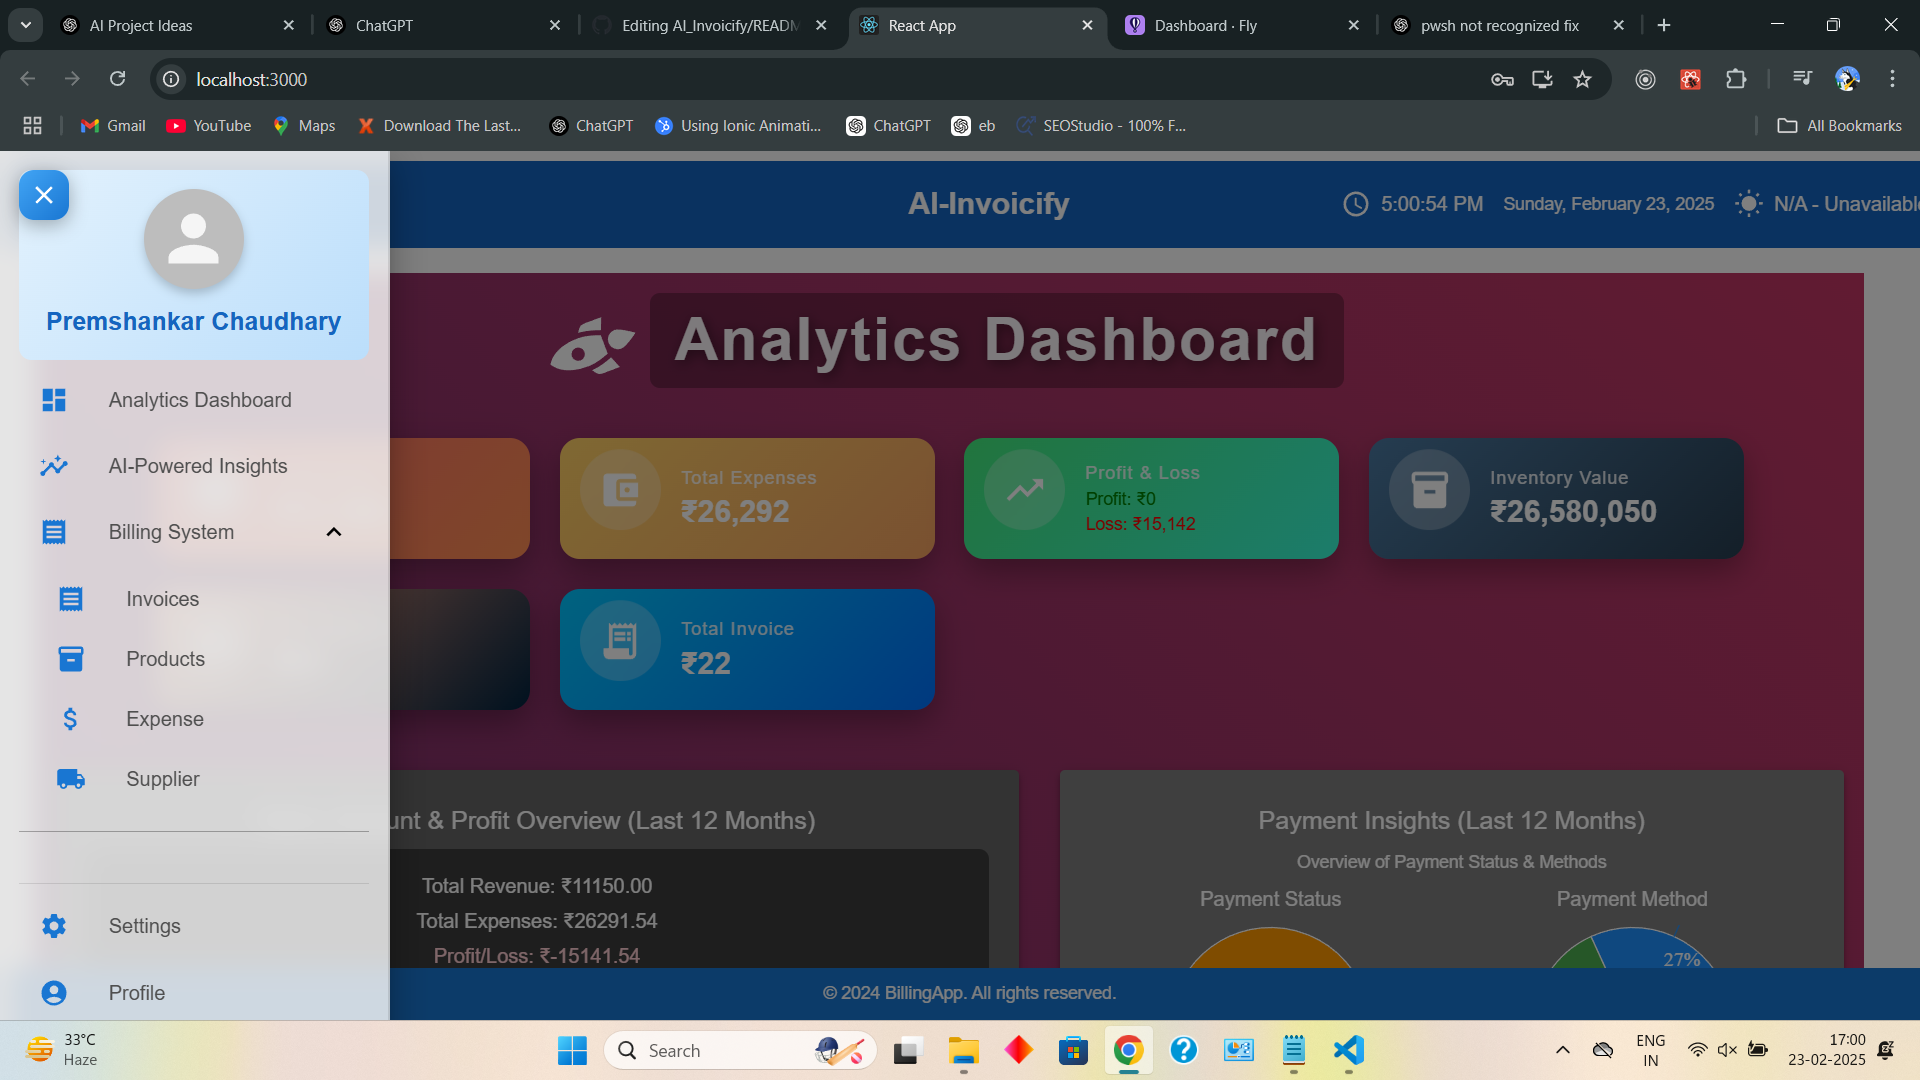 AI Project Ideas
ChatGPT
Editing AI_Invoicify/READM
React App
Dashboard · Fly
pwsh not recognized fix
localhost:3000
Gmail
YouTube
Maps
Download The Last...
ChatGPT
Using Ionic Animati...
ChatGPT
eb
SEOStudio - 100% F...
All Bookmarks
AI-Invoicify
5:00:54 PM
Sunday, February 23, 2025
N/A - Unavailabl
Premshankar Chaudhary
Analytics Dashboard
AI-Powered Insights
Billing System
Invoices
Products
Expense
Supplier
Settings
Profile
Analytics Dashboard
Total Expenses
₹26,292
Profit & Loss
Profit: ₹0
Loss: ₹15,142
Inventory Value
₹26,580,050
Total Invoice
₹22
unt & Profit Overview (Last 12 Months)
Total Revenue: ₹11150.00
Total Expenses: ₹26291.54
Profit/Loss: ₹-15141.54
Payment Insights (Last 12 Months)
Overview of Payment Status & Methods
Payment Status
Payment Method
27%
© 2024 BillingApp. All rights reserved.
33°C
Haze
Search
ENG
IN
17:00
23-02-2025